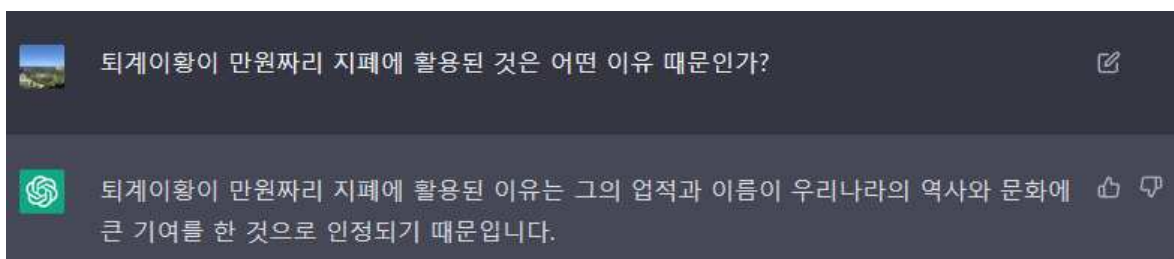 퇴계이황이 만원짜리 지폐에 활용된 것은 어떤 이유 때문인가?
퇴계이황이 만원짜리 지폐에 활용된 이유는 그의 업적과 이름이 우리나라의 역사와 문화에
큰 기여를 한 것으로 인정되기 때문입니다.